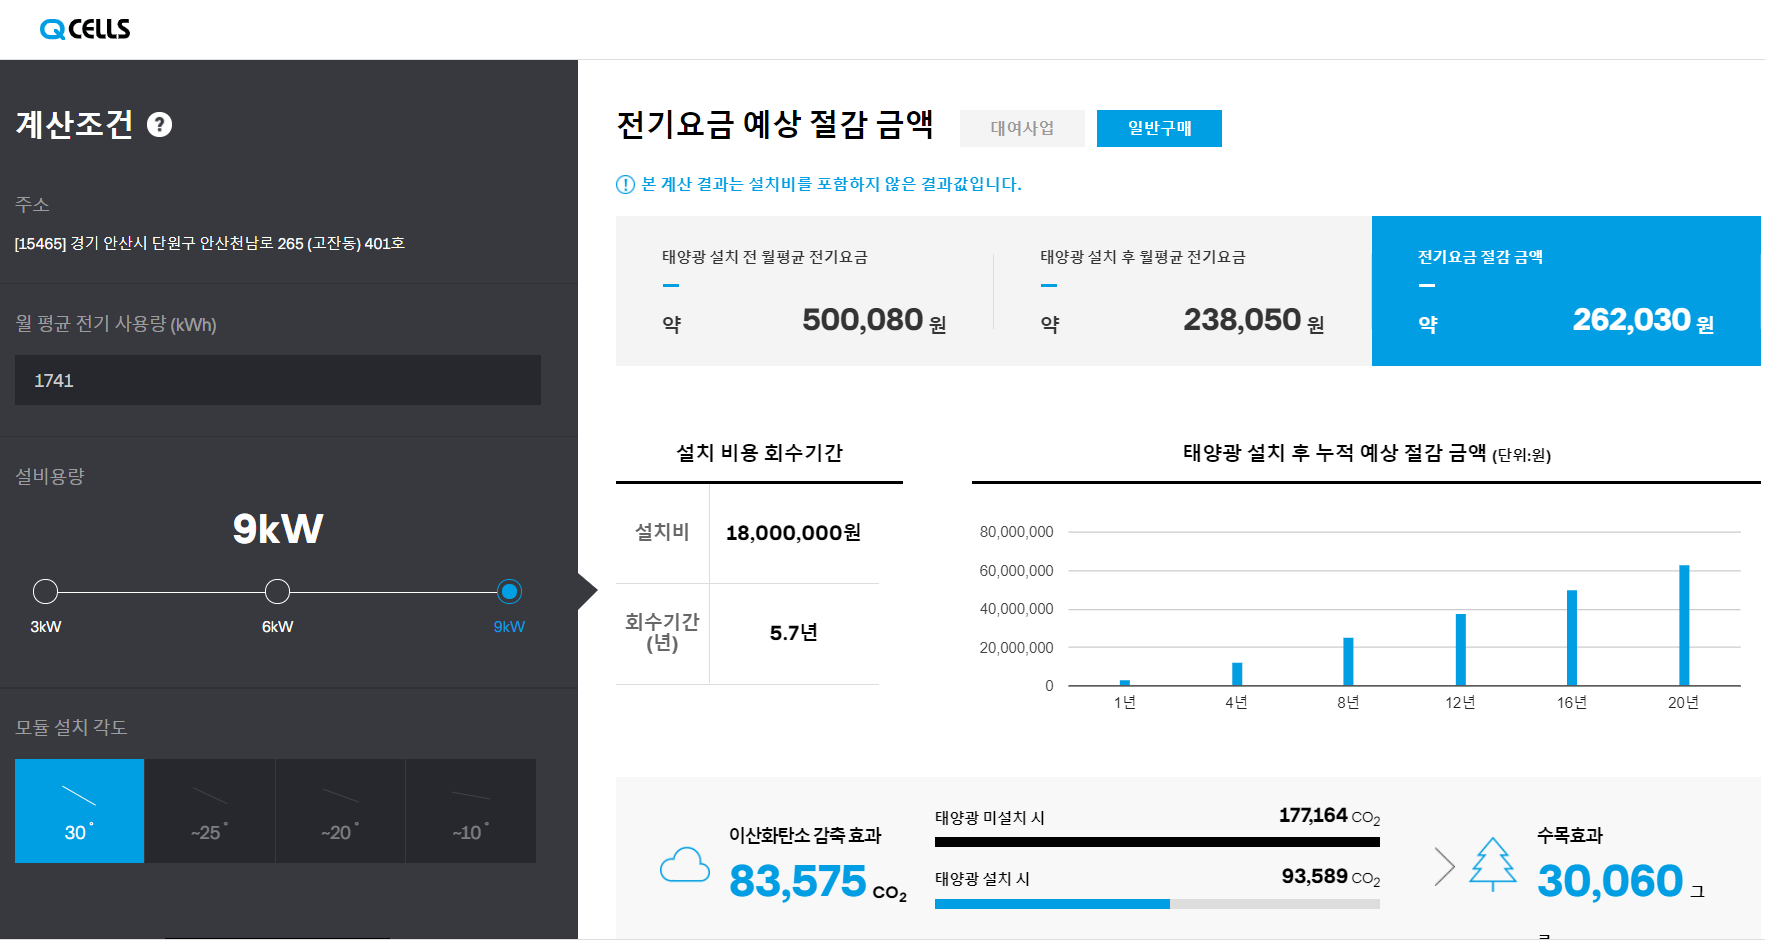 QCELLS
계산조건 ?
주소
[15465] 경기 안산시 단원구 안산천남로 265 (고잔동) 401호
월 평균 전기 사용량 (kWh)
1741
설비용량
9kW
3kW 6kW 9kW
모듈 설치 각도
30° ~25° ~20° ~10°
전기요금 예상 절감 금액 대여사업 일반구매
! 본 계산 결과는 설치비를 포함하지 않은 결과값입니다.
태양광 설치 전 월평균 전기요금
약 500,080 원
태양광 설치 후 월평균 전기요금
약 238,050 원
전기요금 절감 금액
약 262,030 원
설치 비용 회수기간
설치비 18,000,000원
회수기간
(년)
5.7년
태양광 설치 후 누적 예상 절감 금액 (단위:원)
80,000,000
60,000,000
40,000,000
20,000,000
0
1년 4년 8년 12년 16년 20년
이산화탄소 감축 효과
83,575 CO2
태양광 미설치 시 177,164 CO2
태양광 설치 시 93,589 CO2
수목효과
30,060 그